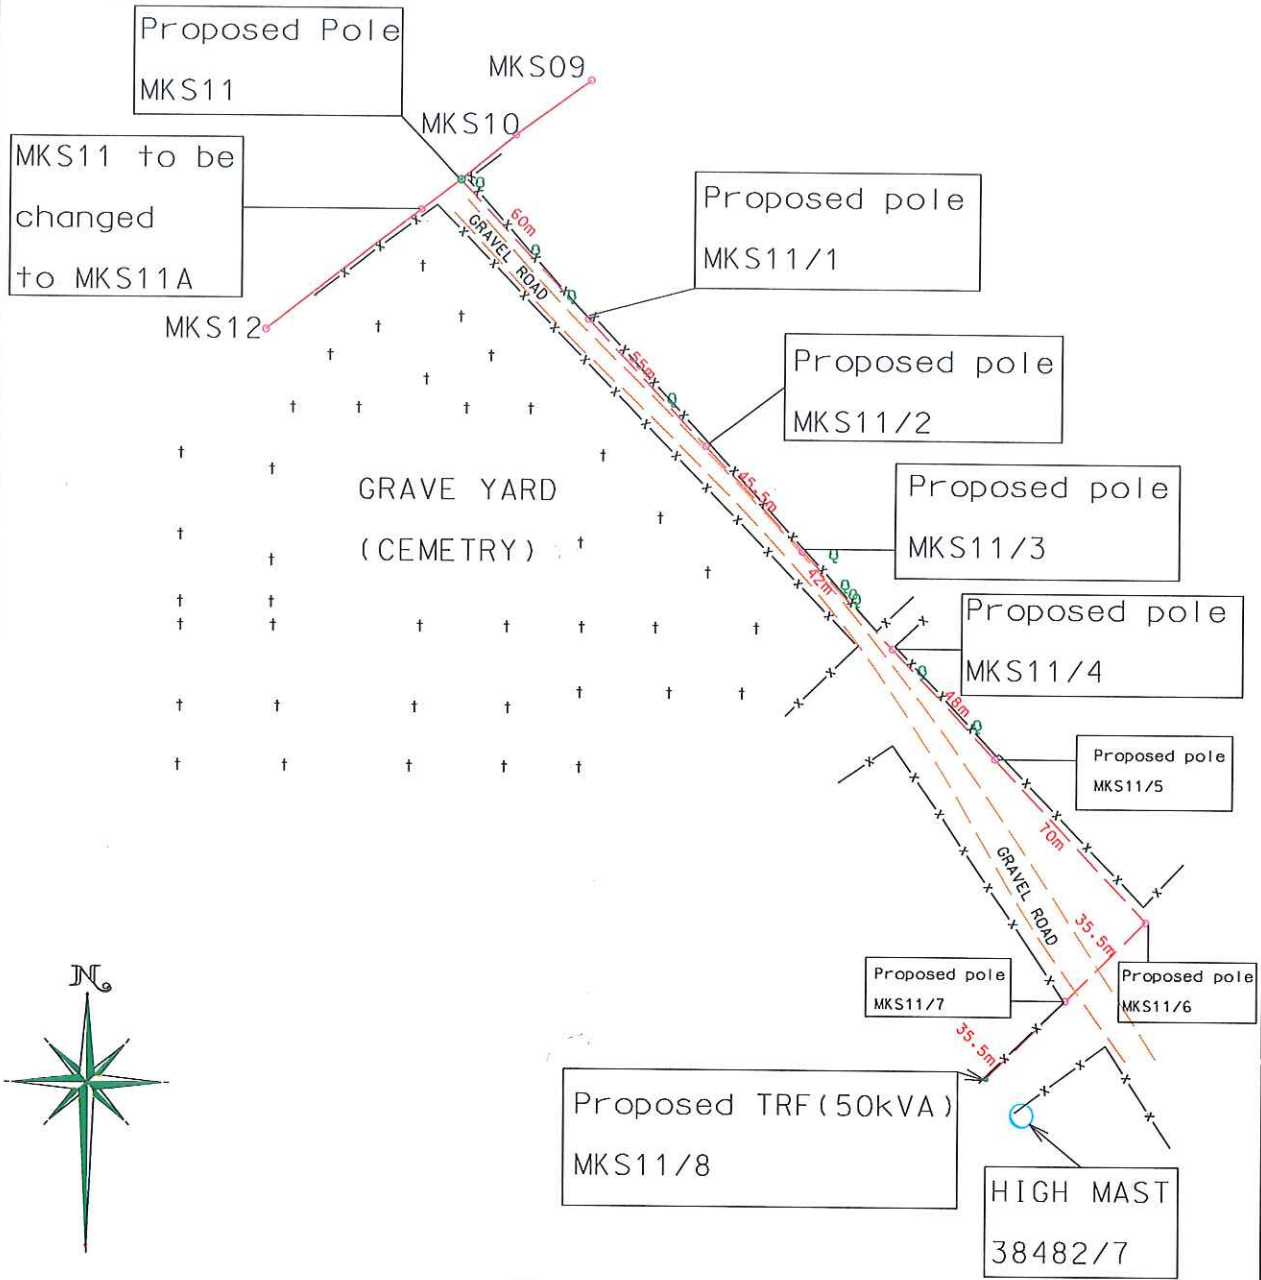 Proposed Pole
MKS11
MKS09
MKS10
MKS11 to be
changed
to MKS11A
MKS12
60m
GRAVEL ROAD
Proposed pole
MKS11/1
55m
Proposed pole
MKS11/2
45.5m
GRAVE YARD
(CEMETRY)
Proposed pole
MKS11/3
42m
Proposed pole
MKS11/4
48m
Proposed pole
MKS11/5
70m
GRAVEL ROAD
35.5m
Proposed pole
MKS11/7
Proposed pole
MKS11/6
35.5m
N
Proposed TRF(50kVA)
MKS11/8
HIGH MAST
38482/7